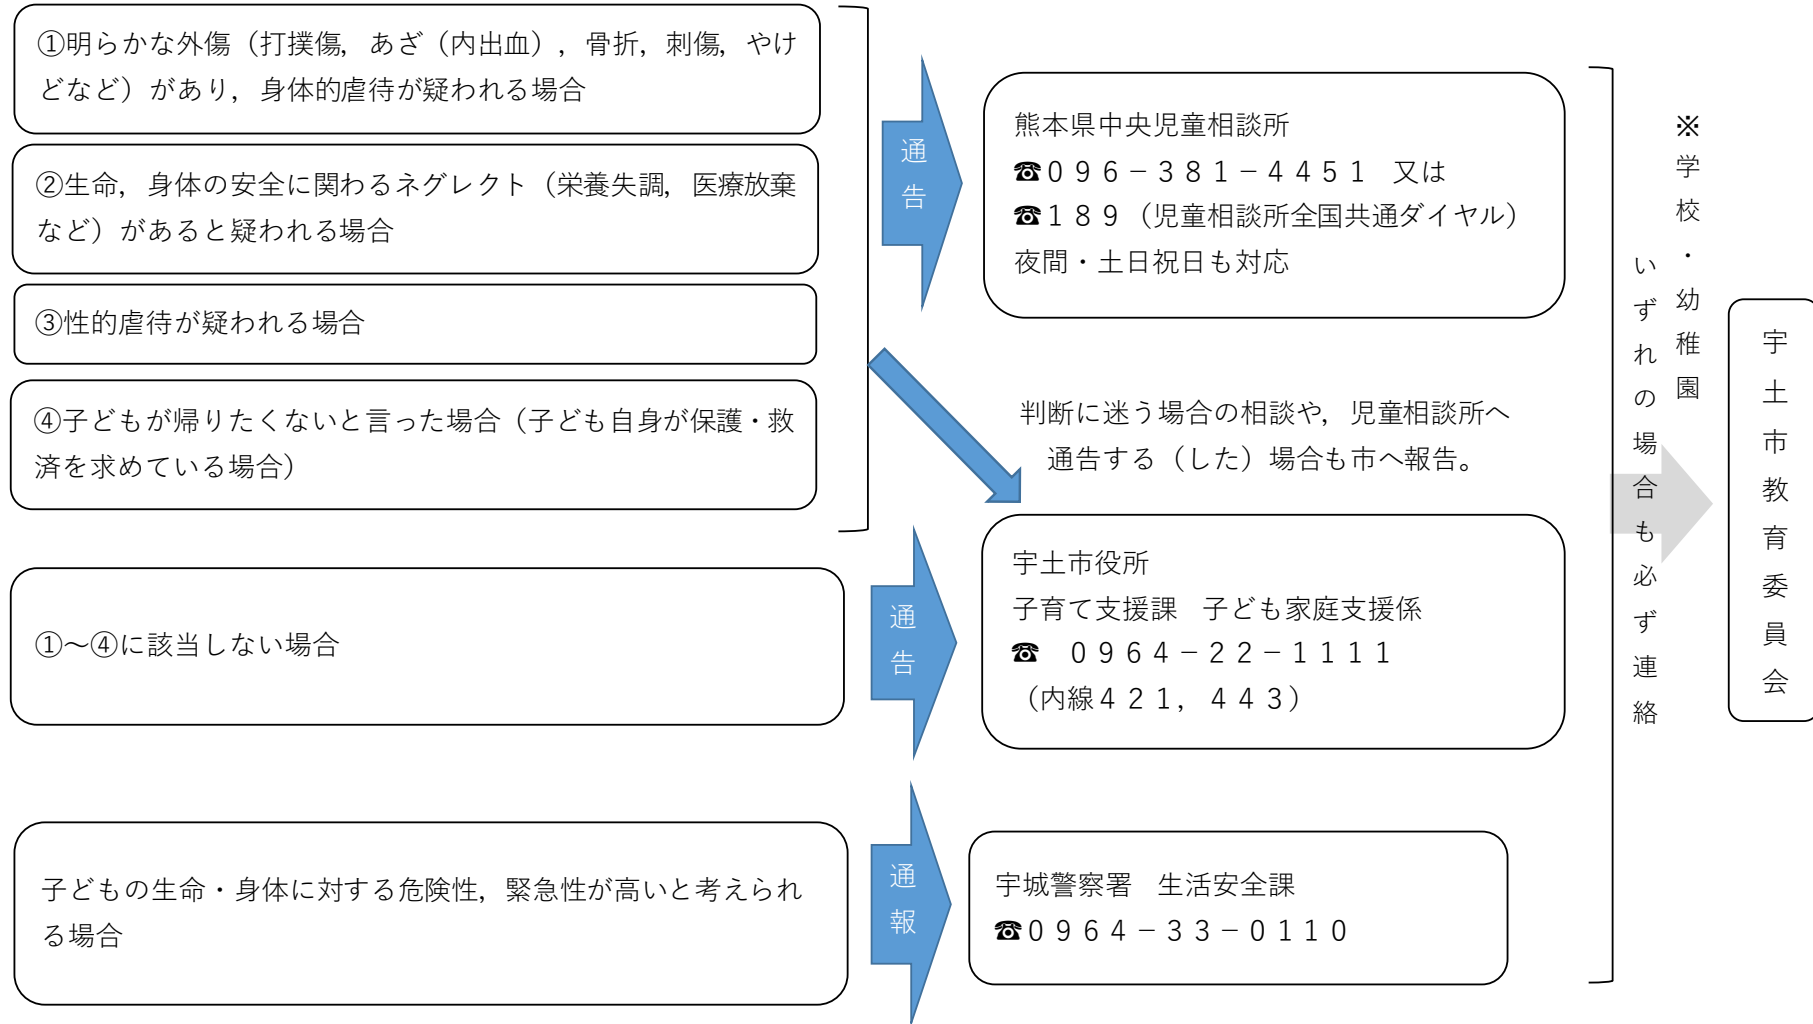 ①明らかな外傷（打撲傷，あざ（内出血），骨折，刺傷，やけ
どなど）があり，身体的虐待が疑われる場合
②生命，身体の安全に関わるネグレクト（栄養失調，医療放棄
など）があると疑われる場合
③性的虐待が疑われる場合
④子どもが帰りたくないと言った場合（子ども自身が保護・救
済を求めている場合）
通告
熊本県中央児童相談所
☎０９６－３８１－４４５１　又は
☎１８９（児童相談所全国共通ダイヤル）
夜間・土日祝日も対応
判断に迷う場合の相談や，児童相談所へ
通告する（した）場合も市へ報告。
①～④に該当しない場合
通告
宇土市役所
子育て支援課　子ども家庭支援係
☎　０９６４－２２－１１１１
（内線４２１，４４３）
子どもの生命・身体に対する危険性，緊急性が高いと考えられ
る場合
通報
宇城警察署　生活安全課
☎０９６４－３３－０１１０
※学校・幼稚園
いずれの場合も必ず連絡
宇土市教育委員会